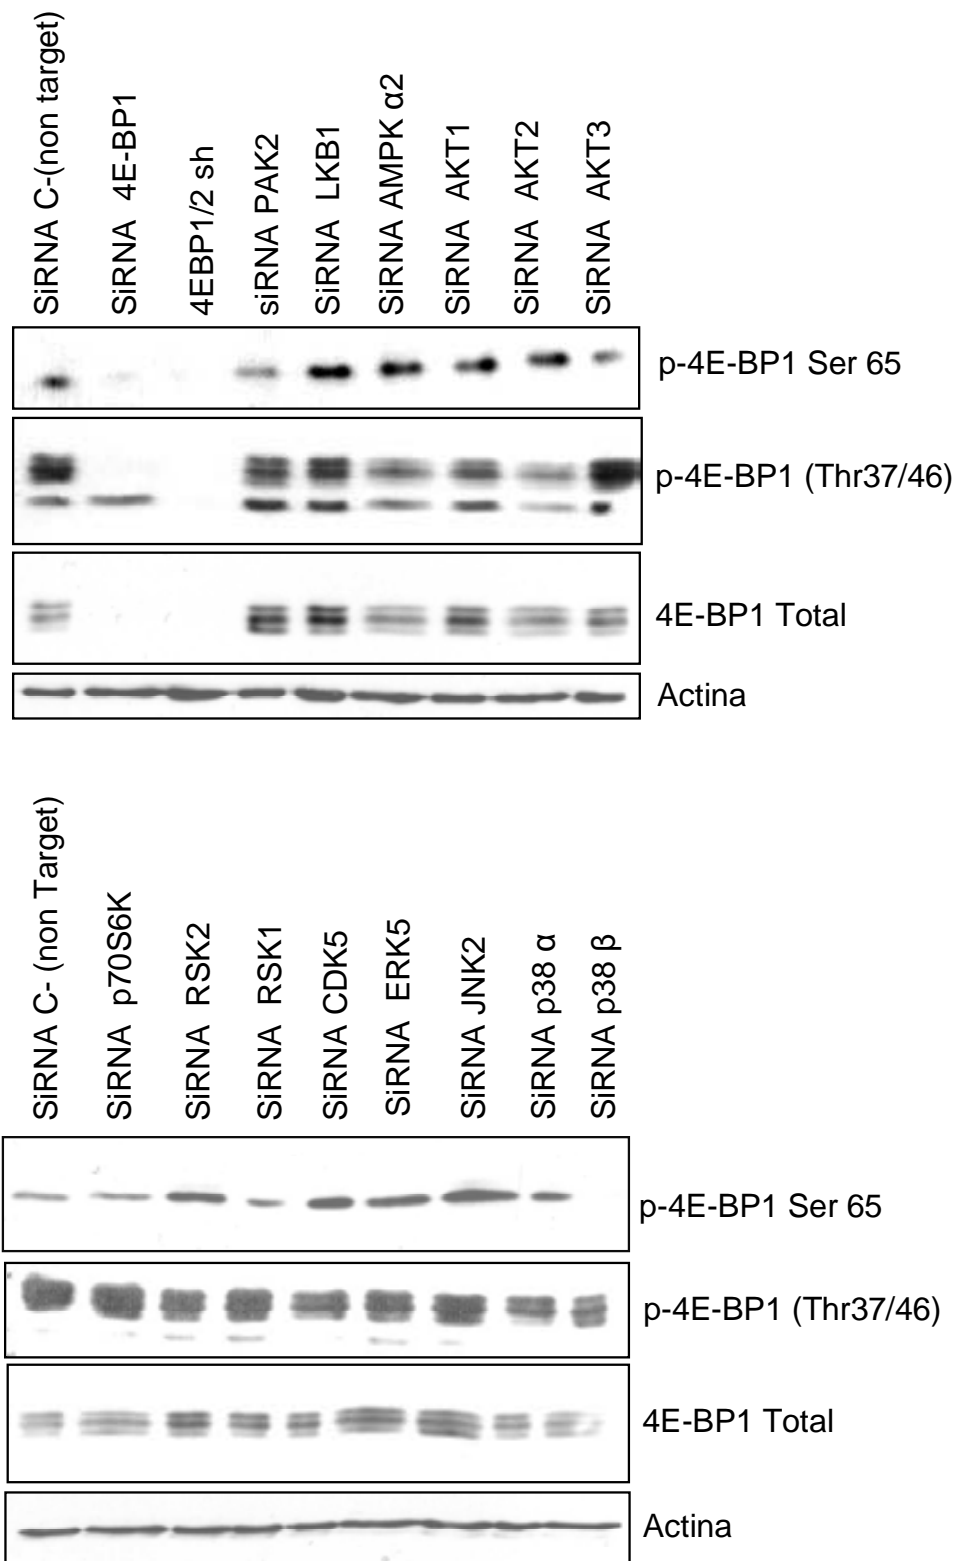 SiRNA C-(non target)
SiRNA 4E-BP1
4EBP1/2 sh
siRNA PAK2
SiRNA LKB1
SiRNA AMPK α2
SiRNA AKT1
SiRNA AKT2
SiRNA AKT3
p-4E-BP1 Ser 65
p-4E-BP1 (Thr37/46)
4E-BP1 Total
Actina
SiRNA C- (non Target)
SiRNA p70S6K
SiRNA RSK2
SiRNA RSK1
SiRNA CDK5
SiRNA ERK5
SiRNA JNK2
SiRNA p38 α
SiRNA p38 β
p-4E-BP1 Ser 65
p-4E-BP1 (Thr37/46)
4E-BP1 Total
Actina